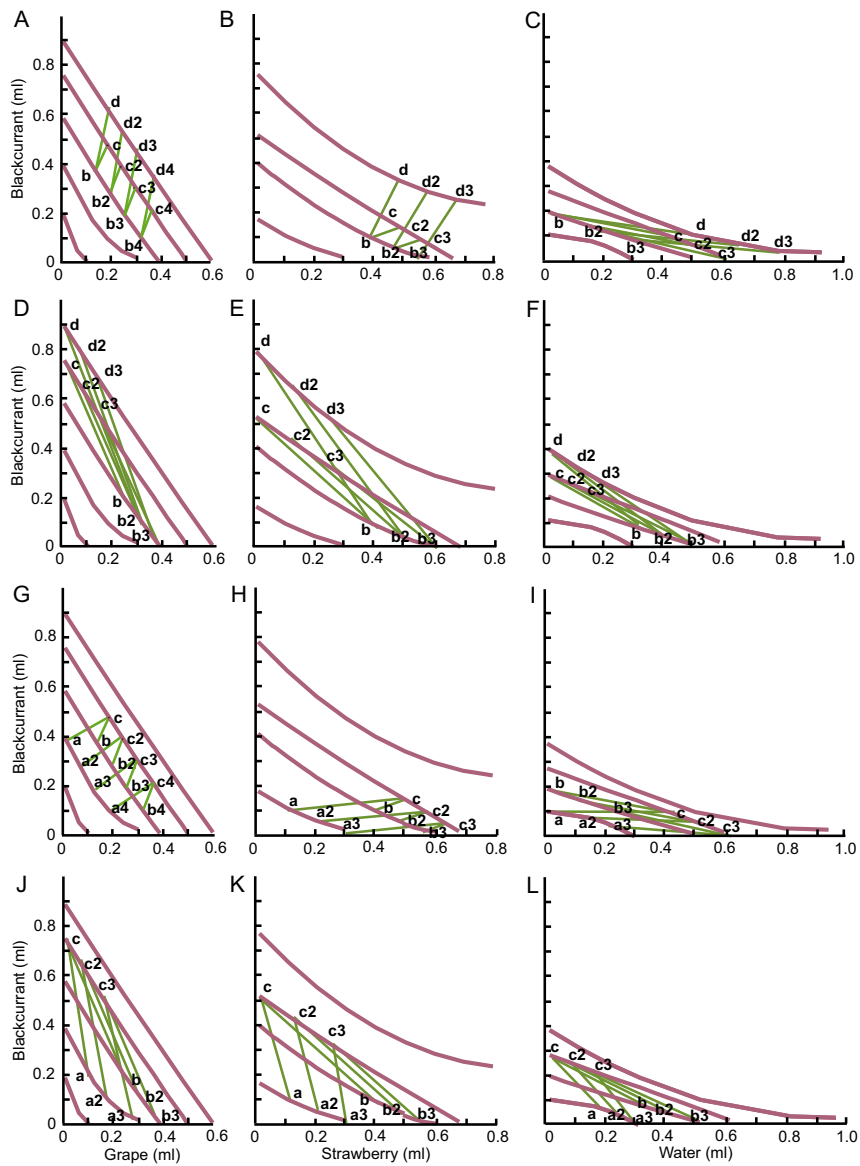 A B C
Blackcurrant (ml)
0.8
0.6
0.4
0.2
0
d
d2
d3
d4
c
c2
c3
c4
b
b2
b3
b4
0 0.2 0.4 0.6
d
d2
d3
c
c2
c3
b
b2
b3
0 0.2 0.4 0.6 0.8
d
d2
d3
c
c2
c3
b
b2
b3
0 0.2 0.4 0.6 0.8 1.0
D E F
Blackcurrant (ml)
0.8
0.6
0.4
0.2
0
d
d2
d3
c
c2
c3
b
b2
b3
0 0.2 0.4 0.6
d
d2
d3
c
c2
c3
b
b2
b3
0 0.2 0.4 0.6
d
d2
d3
c
c2
c3
b
b2
b3
0 0.2 0.4 0.6 0.8 1.0
G H I
Blackcurrant (ml)
0.8
0.6
0.4
0.2
0
c
c2
c3
c4
a
a2
a3
a4
b
b2
b3
b4
0 0.2 0.4 0.6
a
a2
a3
c
c2
c3
b
b2
b3
0 0.2 0.4 0.6 0.8
b
b2
b3
c
c2
c3
a
a2
a3
0 0.2 0.4 0.6 0.8 1.0
J K L
Blackcurrant (ml)
0.8
0.6
0.4
0.2
0
c
c2
c3
a
a2
a3
b
b2
b3
0 0.2 0.4 0.6
Grape (ml)
c
c2
c3
a
a2
a3
b
b2
b3
0 0.2 0.4 0.6 0.8
Strawberry (ml)
c
c2
c3
a
a2
a3
b
b2
b3
0 0.2 0.4 0.6 0.8 1.0
Water (ml)